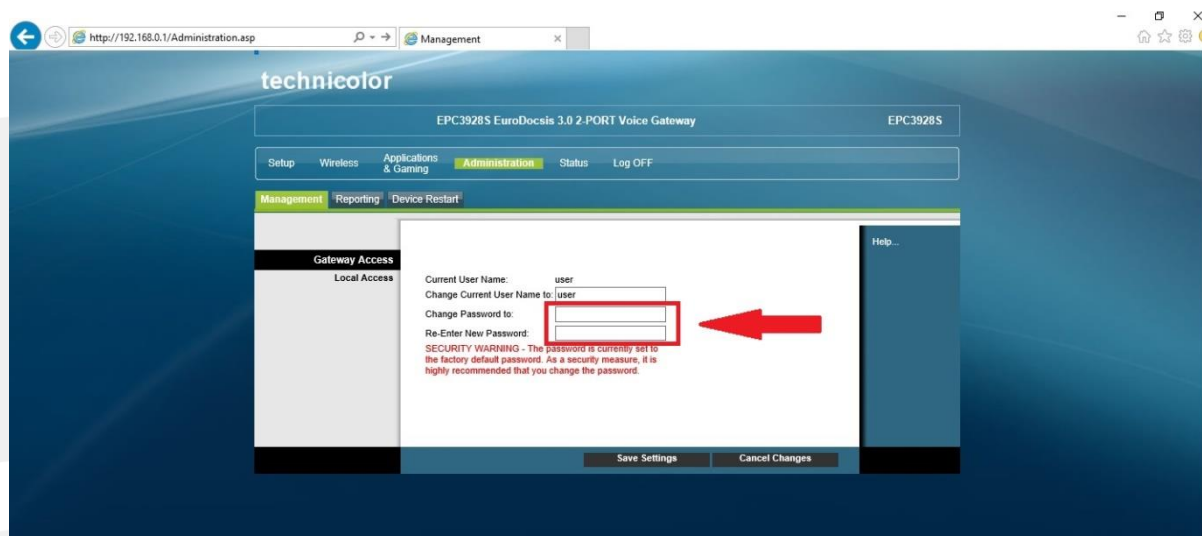 http://192.168.0.1/Administration.asp
Management
technicolor
EPC3928S EuroDocsis 3.0 2-PORT Voice Gateway
EPC3928S
Setup
Wireless
Applications
& Gaming
Administration
Status
Log OFF
Management
Reporting
Device Restart
Help...
Gateway Access
Local Access
Current User Name: user
Change Current User Name to: user
Change Password to:
Re-Enter New Password:
SECURITY WARNING - The password is currently set to
the factory default password. As a security measure, it is
highly recommended that you change the password.
Save Settings
Cancel Changes